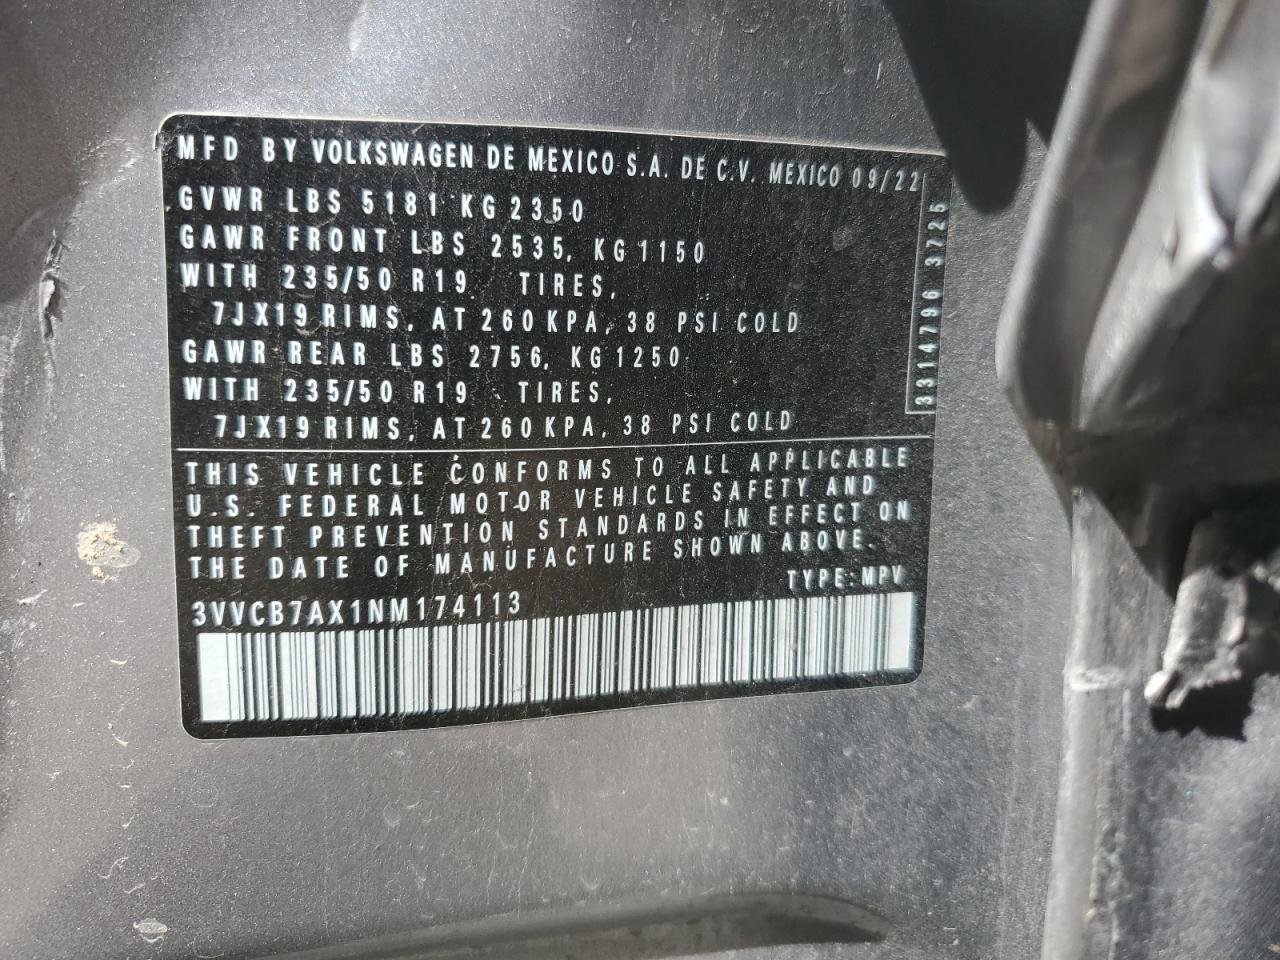 MFD BY VOLKSWAGEN DE MEXICO S.A. DE C.V. MEXICO 09/22
GVWR LBS 5181 KG 2350
GAWR FRONT LBS 2535, KG 1150
WITH 235/50 R19 TIRES,
7JX19 RIMS, AT 260 KPA, 38 PSI COLD
GAWR REAR LBS 2756, KG 1250
WITH 235/50 R19 TIRES,
7JX19 RIMS, AT 260 KPA, 38 PSI COLD
3314796 3725
THIS VEHICLE CONFORMS TO ALL APPLICABLE
U.S. FEDERAL MOTOR VEHICLE SAFETY AND
THEFT PREVENTION STANDARDS IN EFFECT ON
THE DATE OF MANUFACTURE SHOWN ABOVE.
TYPE: MPV
3VVCB7AX1NM174113